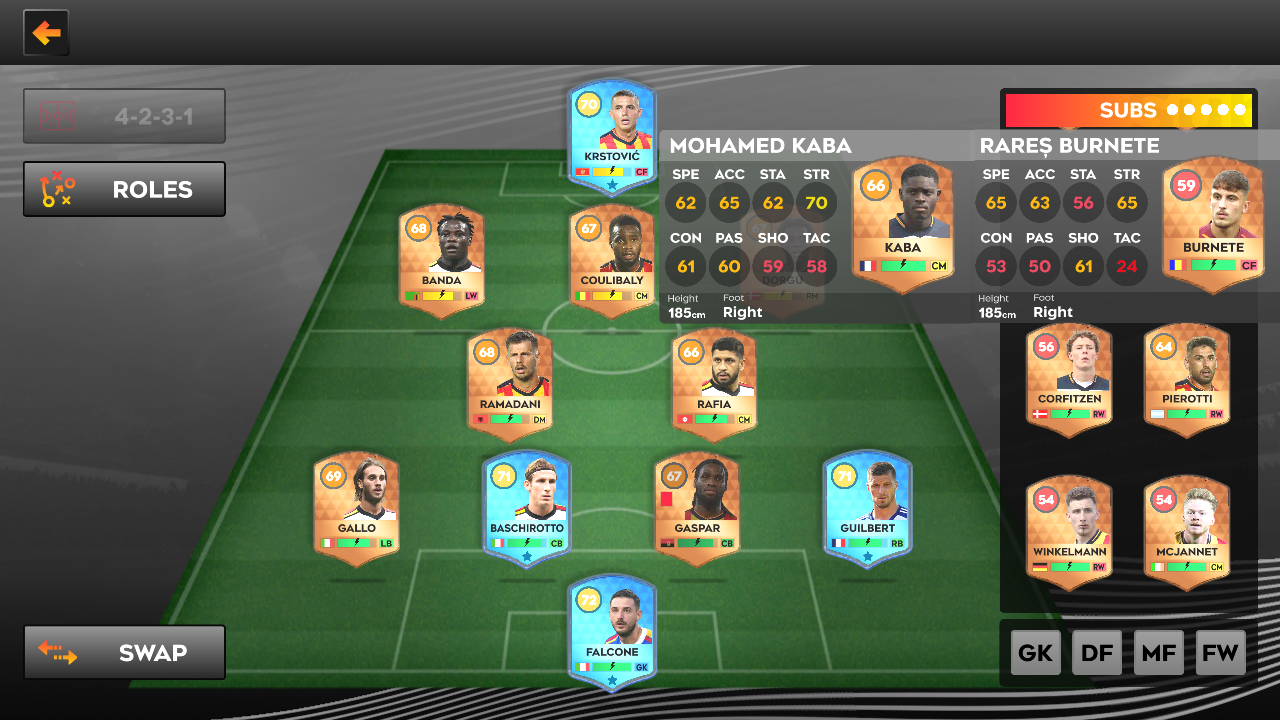 4-2-3-1
ROLES
SUBS
70
KRSTOVIĆ
CF
68
BANDA
LW
67
COULIBALY
CM
DORGU
RM
MOHAMED KABA
SPE ACC STA STR
62 65 62 70
CON PAS SHO TAC
61 60 59 58
Height Foot
185cm Right
66
KABA
CM
RAREȘ BURNETE
SPE ACC STA STR
65 63 56 65
CON PAS SHO TAC
53 50 61 24
Height Foot
185cm Right
59
BURNETE
CF
68
RAMADANI
DM
66
RAFIA
CM
56
CORFITZEN
RW
64
PIEROTTI
RW
69
GALLO
LB
71
BASCHIROTTO
CB
67
GASPAR
CB
71
GUILBERT
RB
54
WINKELMANN
RW
54
MCJANNET
CM
72
FALCONE
GK
SWAP
GK DF MF FW